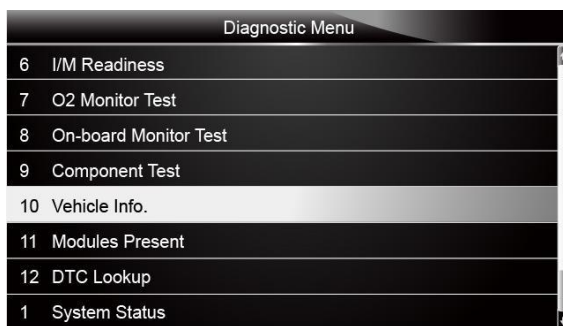 Diagnostic Menu
6 I/M Readiness
7 O2 Monitor Test
8 On-board Monitor Test
9 Component Test
10 Vehicle Info.
11 Modules Present
12 DTC Lookup
1 System Status